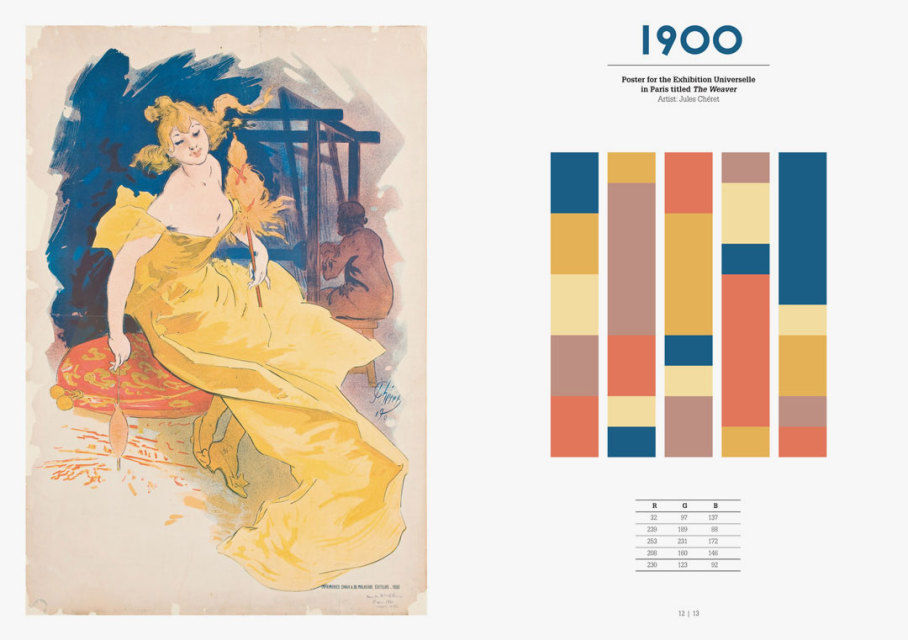 1900
Poster for the Exhibition Universelle
in Paris titled The Weaver
Artist: Jules Chéret
R G B
32 97 137
239 189 88
253 231 172
208 160 146
230 123 92
12 | 13